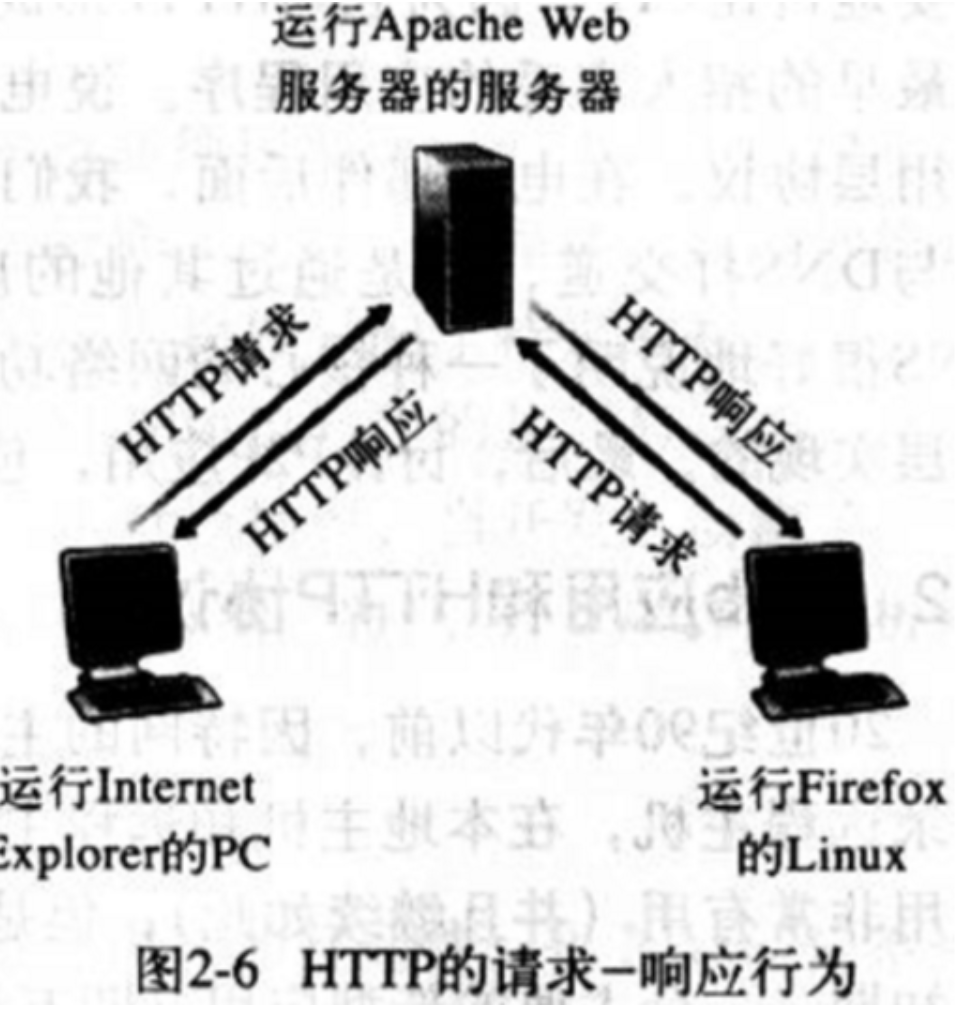 运行Apache Web
服务器的服务器
HTTP请求
HTTP响应
HTTP响应
HTTP请求
运行Internet
Explorer的PC
运行Firefox
的Linux
图2-6 HTTP的请求-响应行为